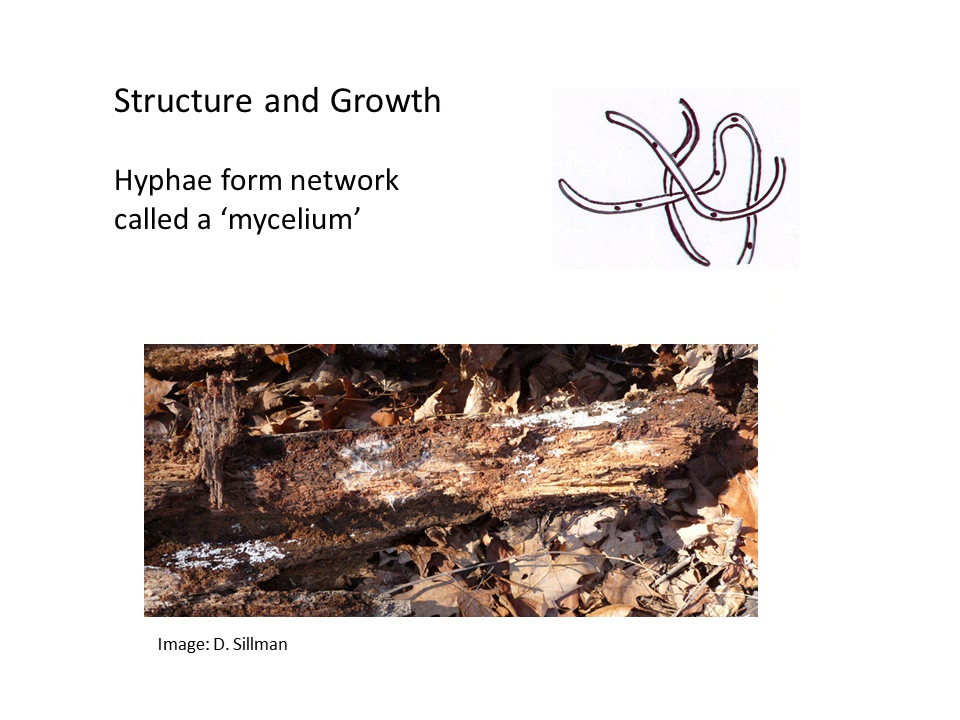 Structure and Growth
Hyphae form network
called a ‘mycelium’
Image: D. Sillman